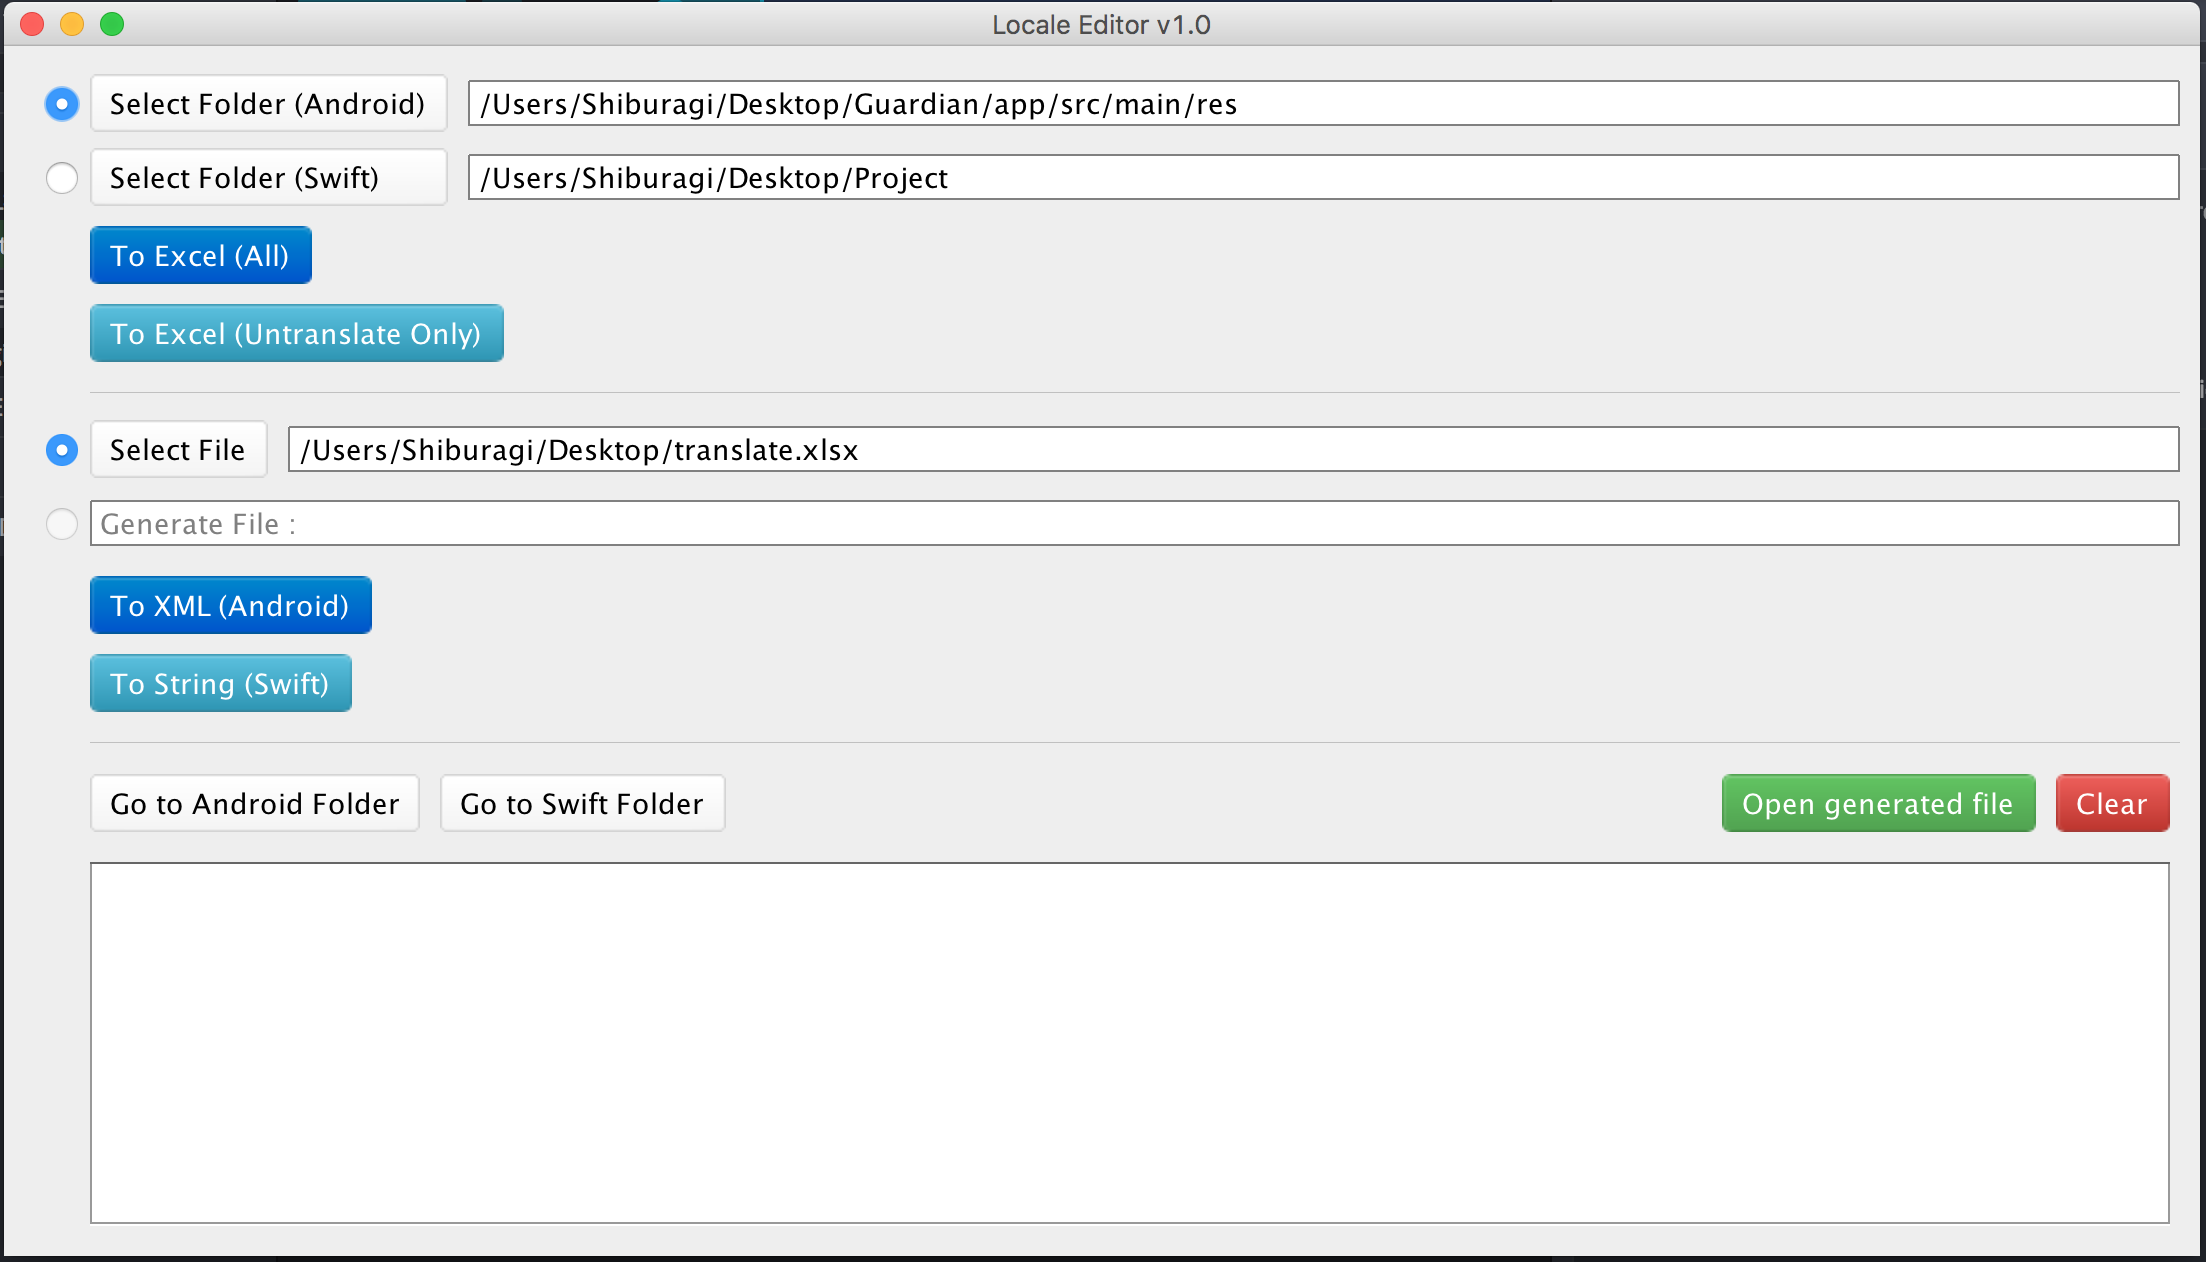 Locale Editor v1.0
Select Folder (Android) /Users/Shiburagi/Desktop/Guardian/app/src/main/res
Select Folder (Swift) /Users/Shiburagi/Desktop/Project
To Excel (All)
To Excel (Untranslate Only)
Select File /Users/Shiburagi/Desktop/translate.xlsx
Generate File :
To XML (Android)
To String (Swift)
Go to Android Folder Go to Swift Folder Open generated file Clear